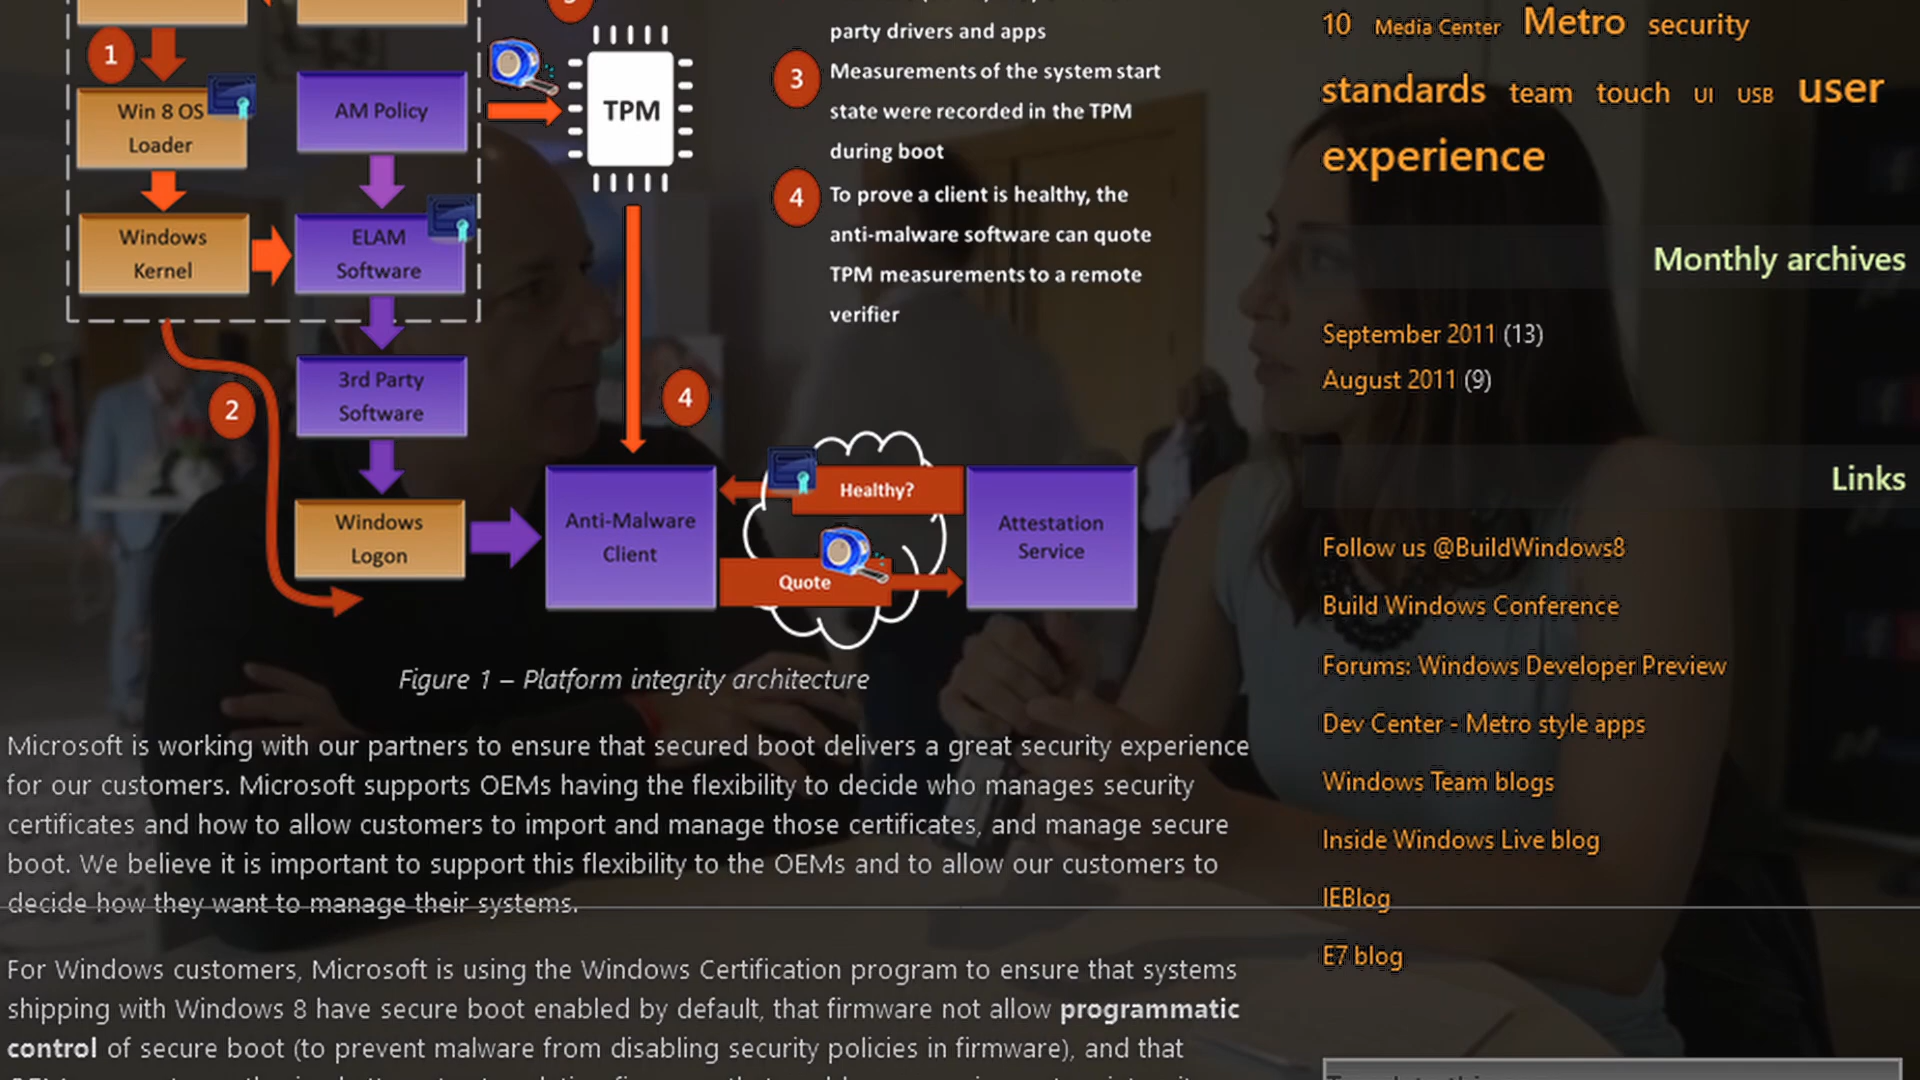 1
Win 8 OS
Loader
AM Policy
TPM
Windows
Kernel
ELAM
Software
2
3rd Party
Software
4
Windows
Logon
Anti-Malware
Client
Healthy?
Quote
Attestation
Service
party drivers and apps
3
Measurements of the system start
state were recorded in the TPM
during boot
4
To prove a client is healthy, the
anti-malware software can quote
TPM measurements to a remote
verifier
Figure 1 – Platform integrity architecture
Microsoft is working with our partners to ensure that secured boot delivers a great security experience
for our customers. Microsoft supports OEMs having the flexibility to decide who manages security
certificates and how to allow customers to import and manage those certificates, and manage secure
boot. We believe it is important to support this flexibility to the OEMs and to allow our customers to
decide how they want to manage their systems.
For Windows customers, Microsoft is using the Windows Certification program to ensure that systems
shipping with Windows 8 have secure boot enabled by default, that firmware not allow programmatic
control of secure boot (to prevent malware from disabling security policies in firmware), and that
10 Media Center Metro security
standards team touch UI USB user
experience
Monthly archives
September 2011 (13)
August 2011 (9)
Links
Follow us @BuildWindows8
Build Windows Conference
Forums: Windows Developer Preview
Dev Center - Metro style apps
Windows Team blogs
Inside Windows Live blog
IEBlog
E7 blog